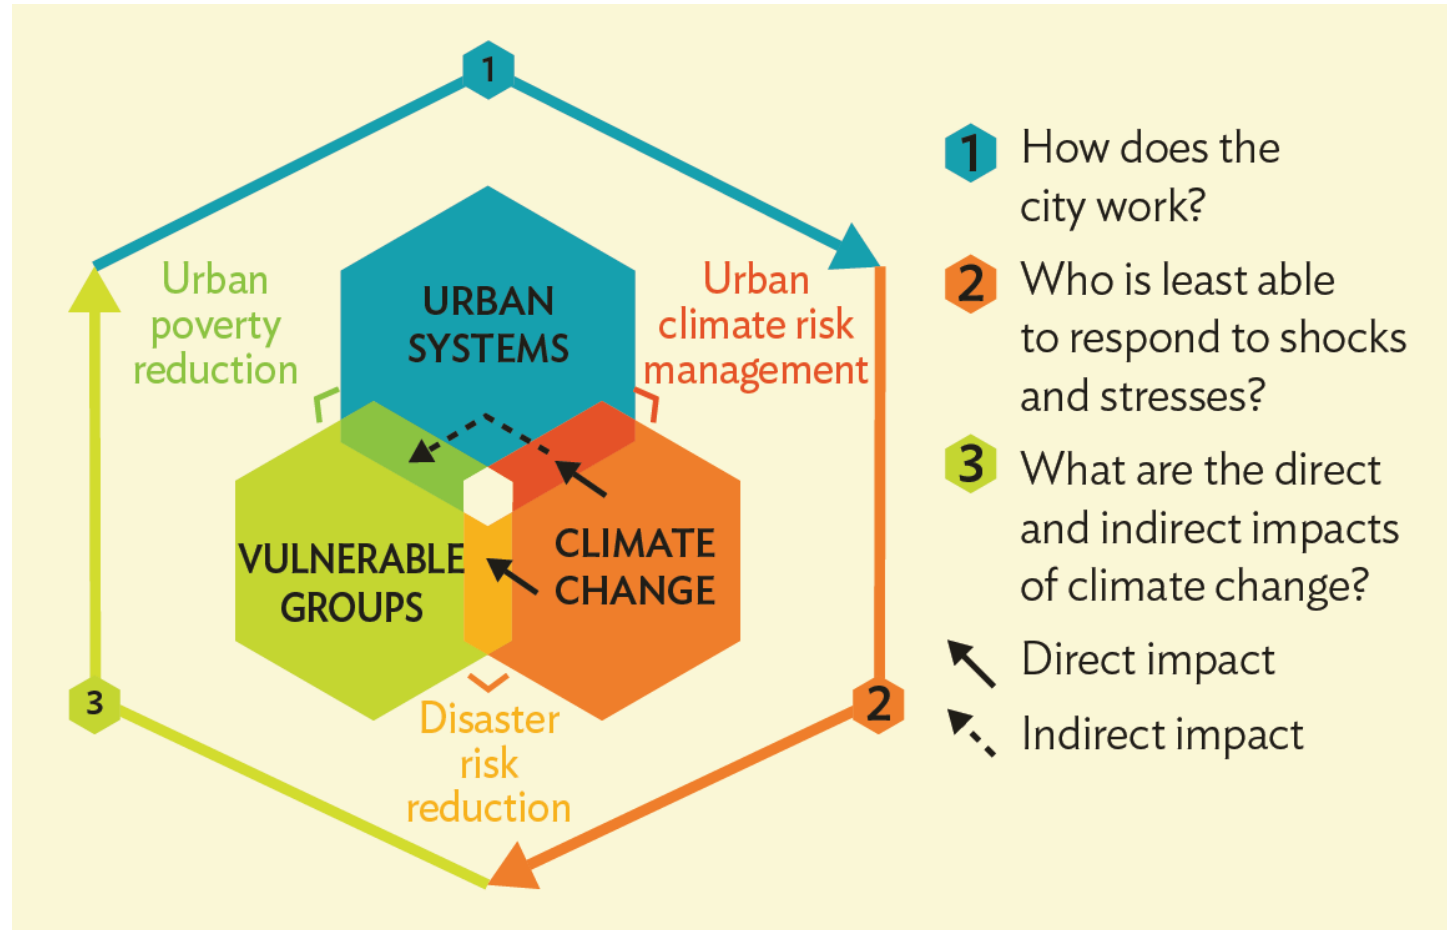 1
Urban
poverty
reduction
URBAN
SYSTEMS
Urban
climate risk
management
VULNERABLE
GROUPS
CLIMATE
CHANGE
3
2
Disaster
risk
reduction
1 How does the
city work?
2 Who is least able
to respond to shocks
and stresses?
3 What are the direct
and indirect impacts
of climate change?
Direct impact
Indirect impact